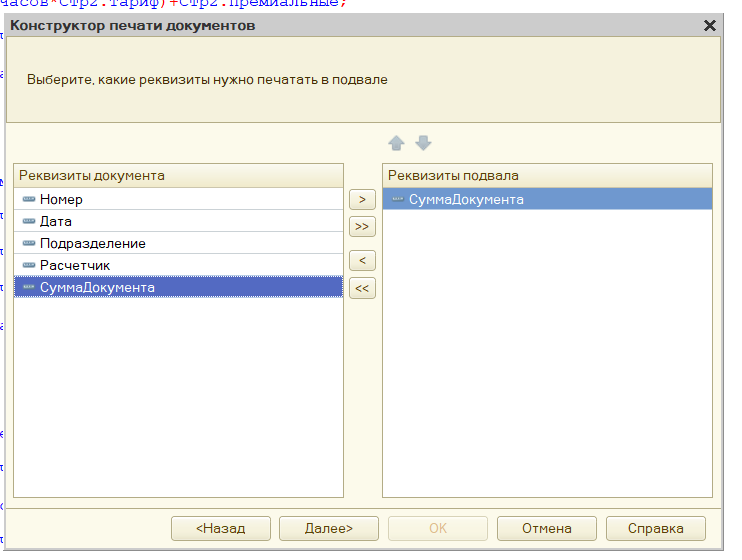 часов*Стр2.тариф)+Стр2.премиальные;
Конструктор печати документов
Выберите, какие реквизиты нужно печатать в подвале
Реквизиты документа
Номер
Дата
Подразделение
Расчетчик
СуммаДокумента
>
>>
<
<<
Реквизиты подвала
СуммаДокумента
<Назад
Далее>
OK
Отмена
Справка